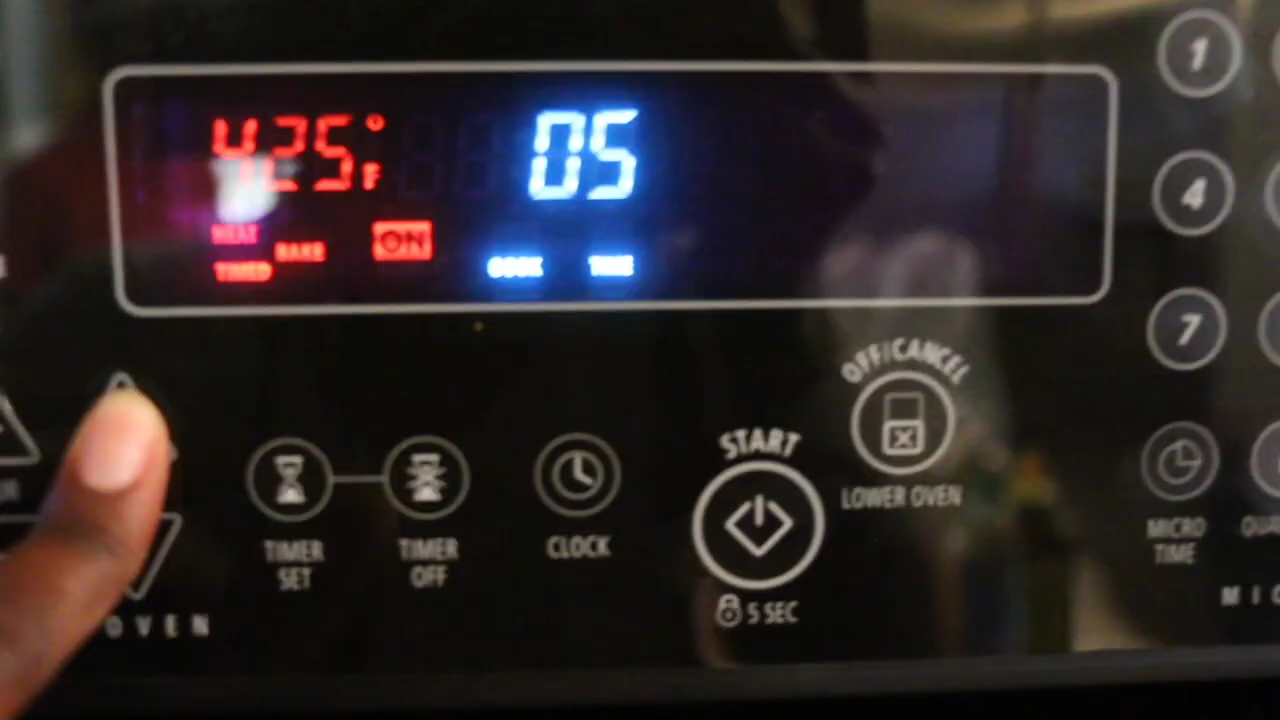 425°F
05
HEAT
BAKE
ON
TIMED
COOK TIME
1
4
7
OFF/CANCEL
LOWER OVEN
START
5 SEC
TIMER
SET
TIMER
OFF
CLOCK
MICRO
TIME
OVEN